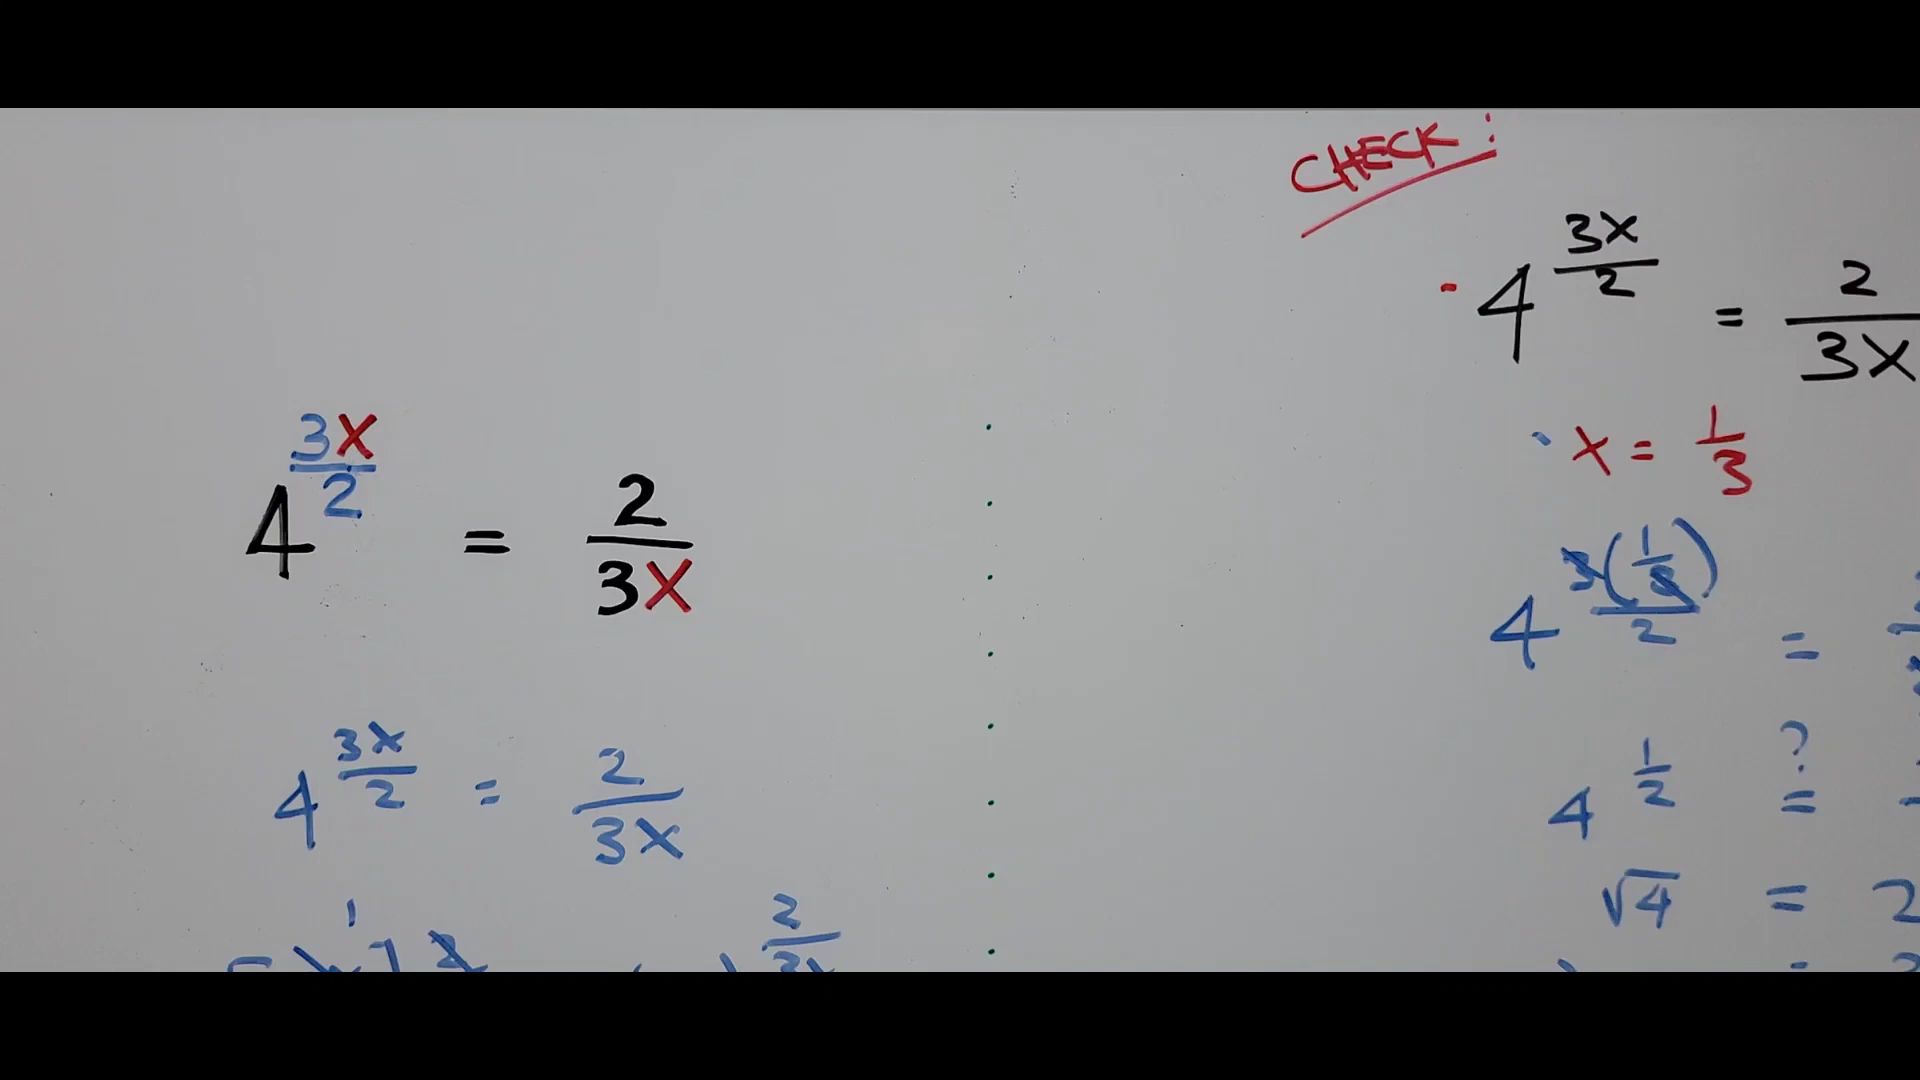 4^(3x/2) = 2/3x
4^(3x/2) = 2/3x
CHECK:
4^(3x/2) = 2/3x
x = 1/3
4^(3(1/3)/2) =
4^(1/2) ?=
√4 = 2